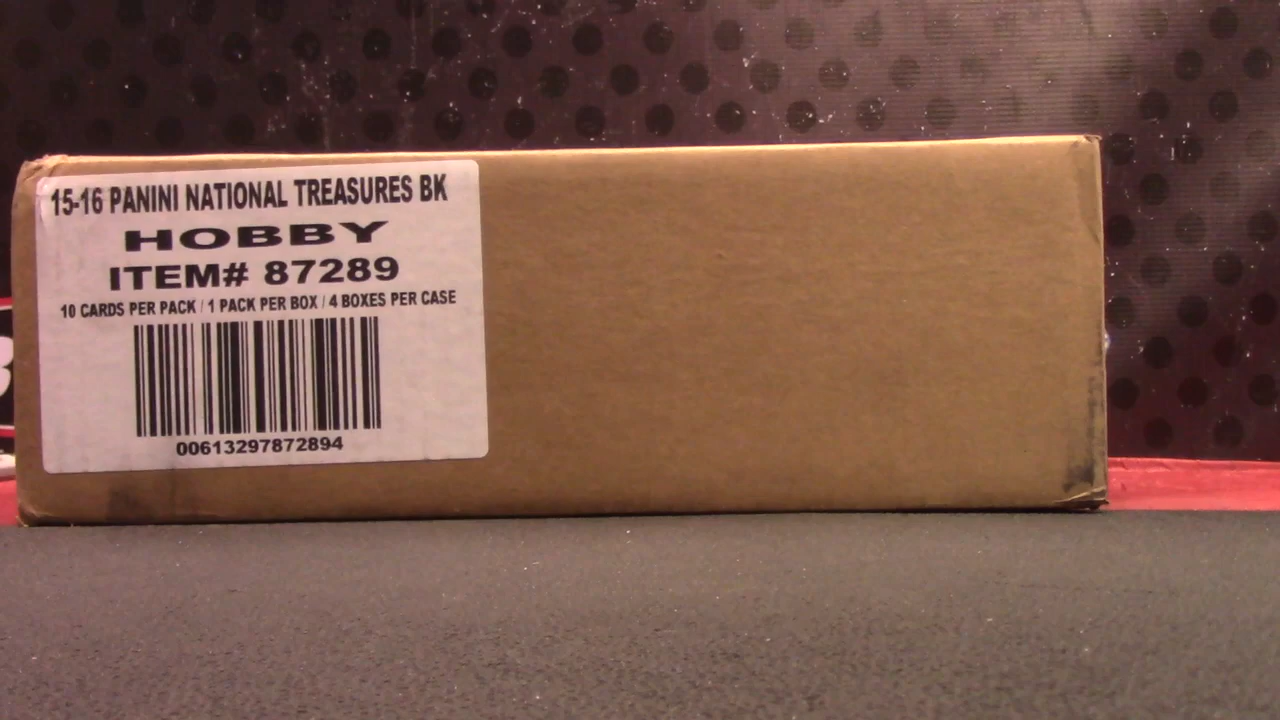 15-16 PANINI NATIONAL TREASURES BK
HOBBY
ITEM# 87289
10 CARDS PER PACK / 1 PACK PER BOX / 4 BOXES PER CASE
00613297872894